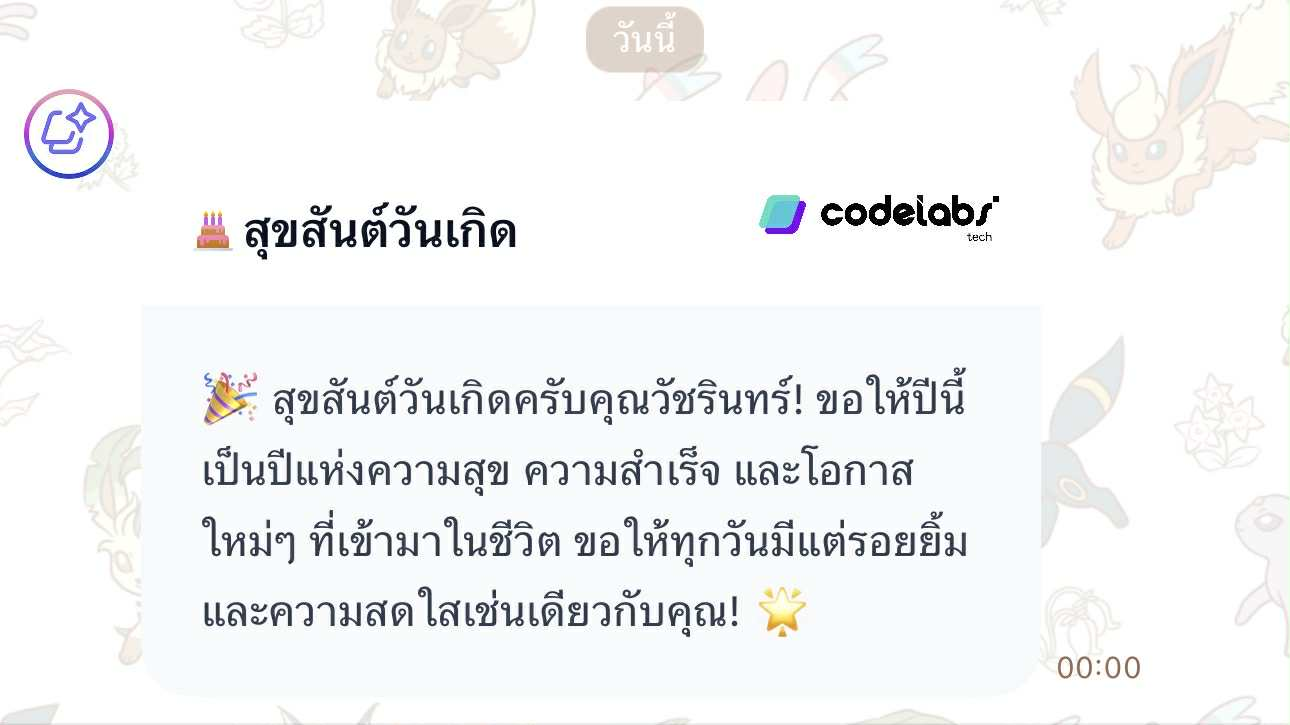 วันนี้
🎂 สุขสันต์วันเกิด
codelabs
tech
🎉 สุขสันต์วันเกิดครับคุณวัชรินทร์! ขอให้ปีนี้
เป็นปีแห่งความสุข ความสำเร็จ และโอกาส
ใหม่ๆ ที่เข้ามาในชีวิต ขอให้ทุกวันมีแต่รอยยิ้ม
และความสดใสเช่นเดียวกับคุณ! 🌟
00:00